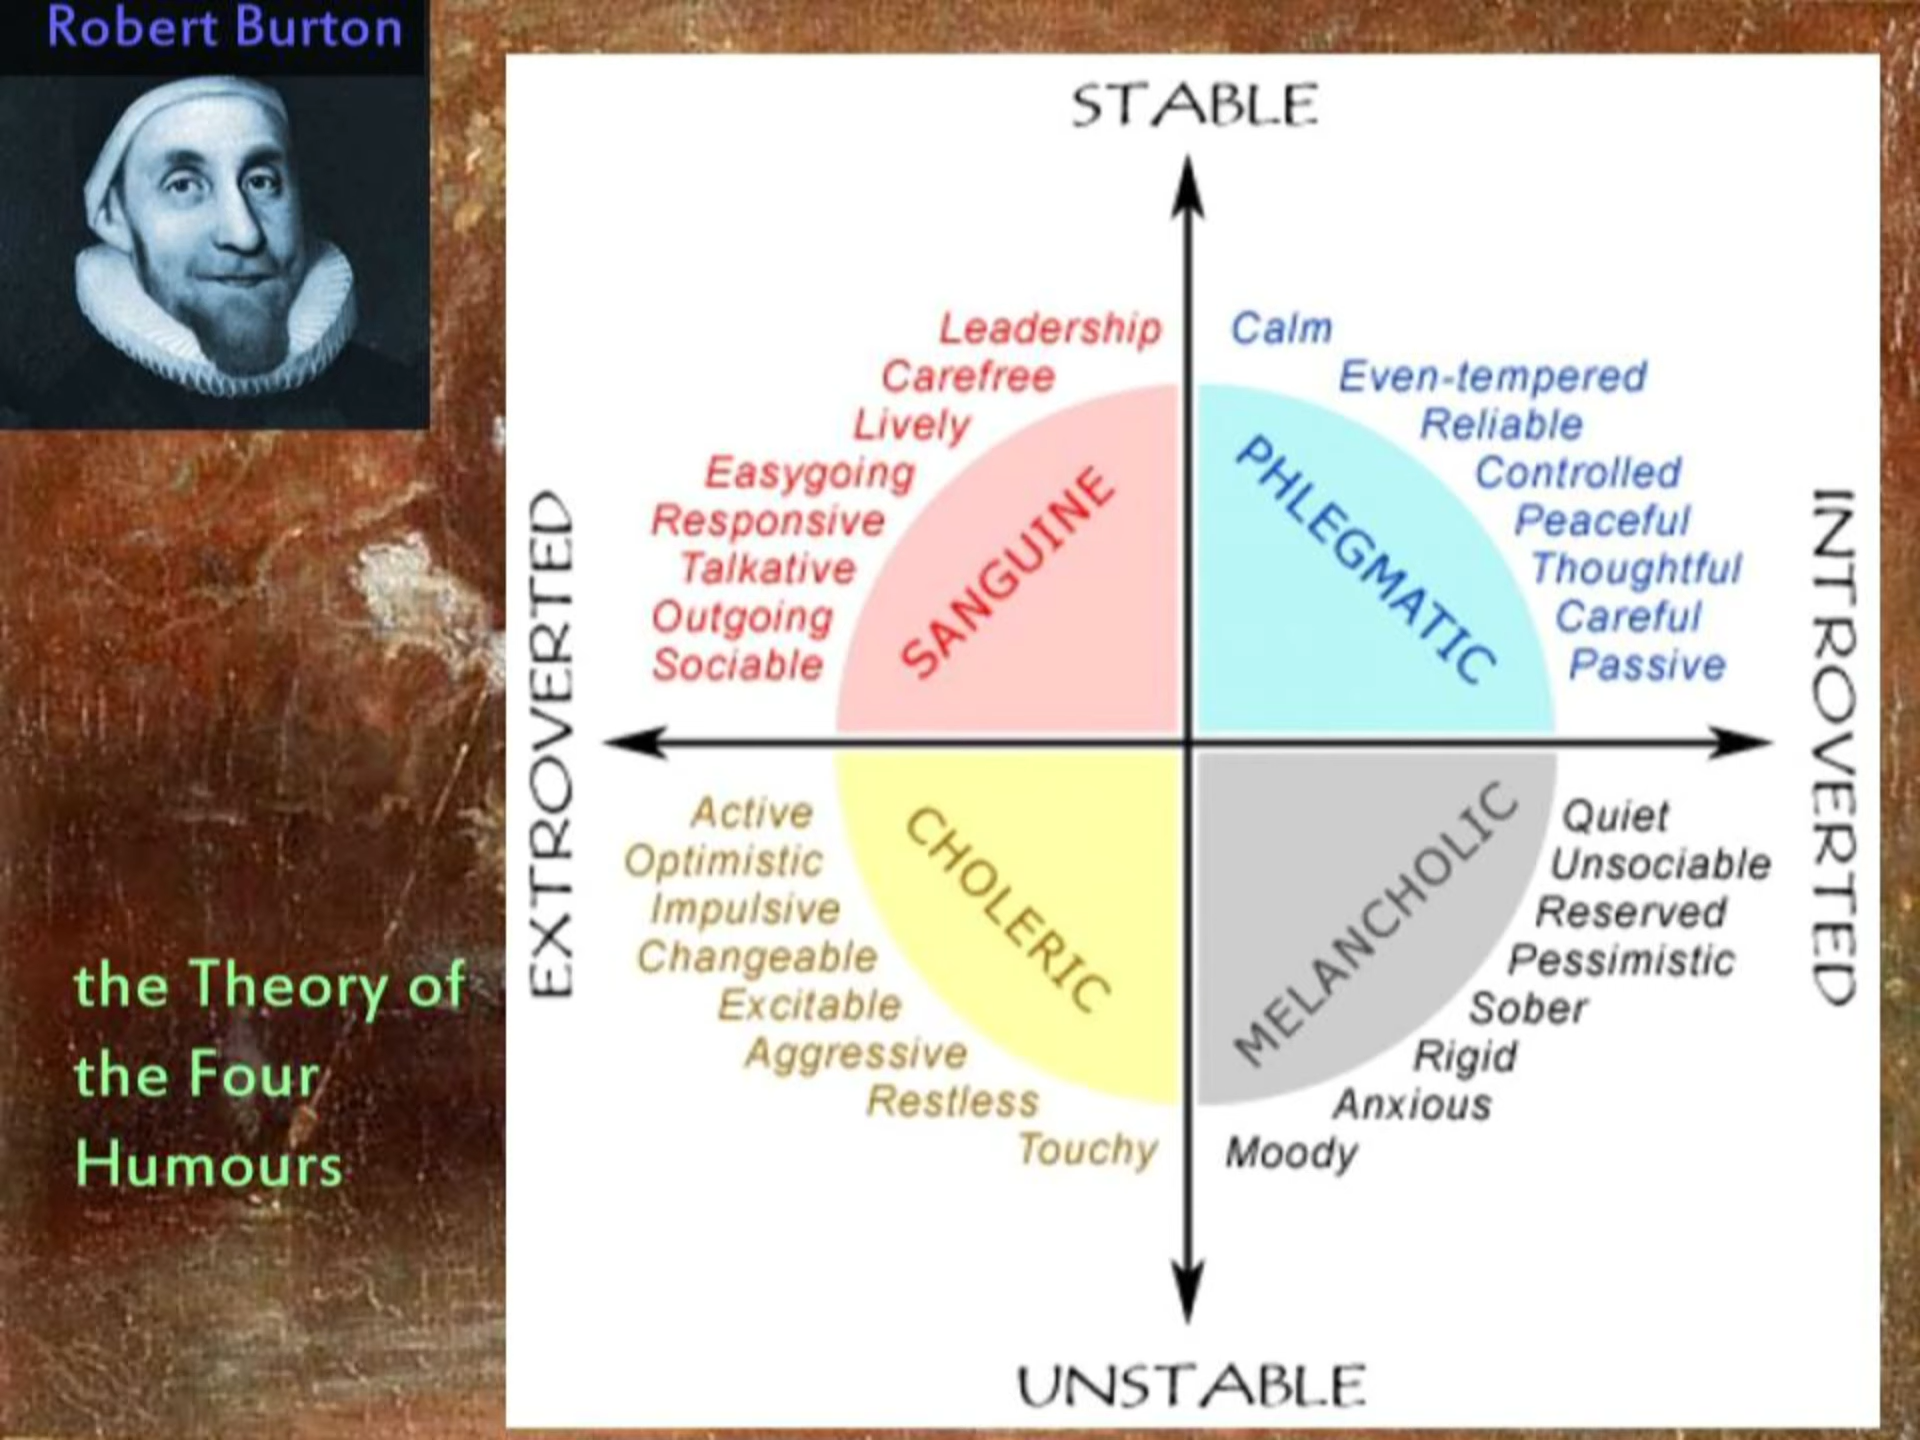 Robert Burton
the Theory of
the Four
Humours
STABLE
EXTROVERTED
INTROVERTED
UNSTABLE
SANGUINE
Leadership
Carefree
Lively
Easygoing
Responsive
Talkative
Outgoing
Sociable
PHLEGMATIC
Calm
Even-tempered
Reliable
Controlled
Peaceful
Thoughtful
Careful
Passive
CHOLERIC
Active
Optimistic
Impulsive
Changeable
Excitable
Aggressive
Restless
Touchy
MELANCHOLIC
Quiet
Unsociable
Reserved
Pessimistic
Sober
Rigid
Anxious
Moody